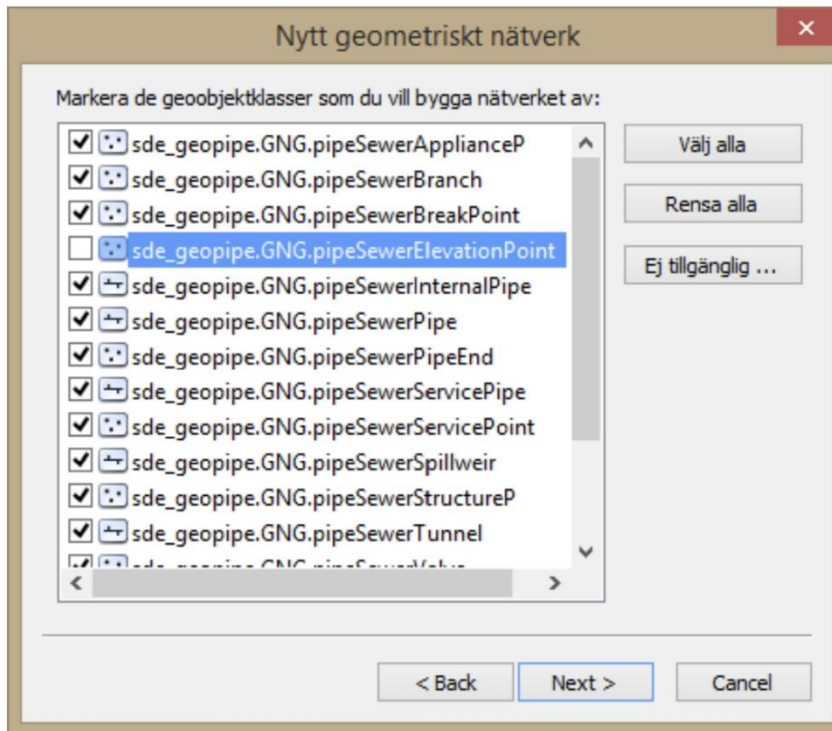 Nytt geometriskt nätverk
Markera de geoobjektklasser som du vill bygga nätverket av:
sde_geopipe.GNG.pipeSewerApplianceP
sde_geopipe.GNG.pipeSewerBranch
sde_geopipe.GNG.pipeSewerBreakPoint
sde_geopipe.GNG.pipeSewerElevationPoint
sde_geopipe.GNG.pipeSewerInternalPipe
sde_geopipe.GNG.pipeSewerPipe
sde_geopipe.GNG.pipeSewerPipeEnd
sde_geopipe.GNG.pipeSewerServicePipe
sde_geopipe.GNG.pipeSewerServicePoint
sde_geopipe.GNG.pipeSewerSpillweir
sde_geopipe.GNG.pipeSewerStructureP
sde_geopipe.GNG.pipeSewerTunnel
Välj alla
Rensa alla
Ej tillgänglig ...
< Back
Next >
Cancel